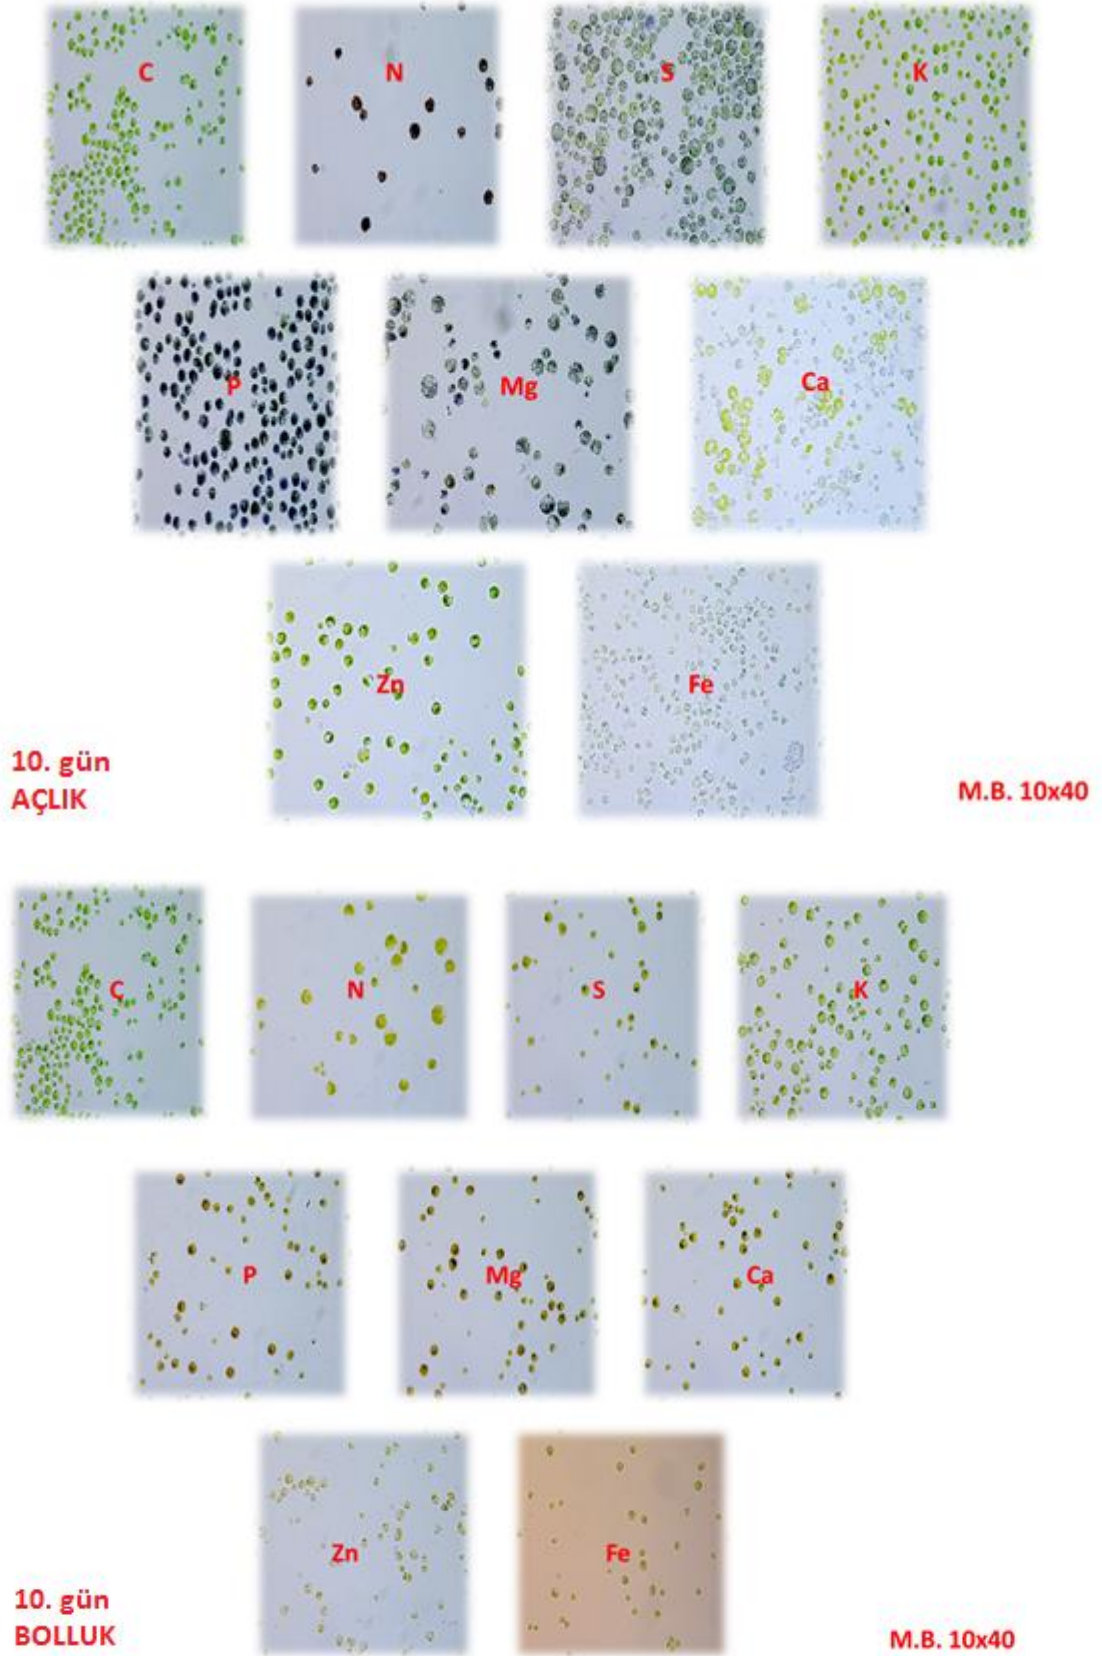 C
N
S
K
P
Mg
Ca
Zn
Fe
10. gün
AÇLIK
M.B. 10x40
Ç
N
S
K
P
Mg
Ca
Zn
Fe
10. gün
BOLLUK
M.B. 10x40